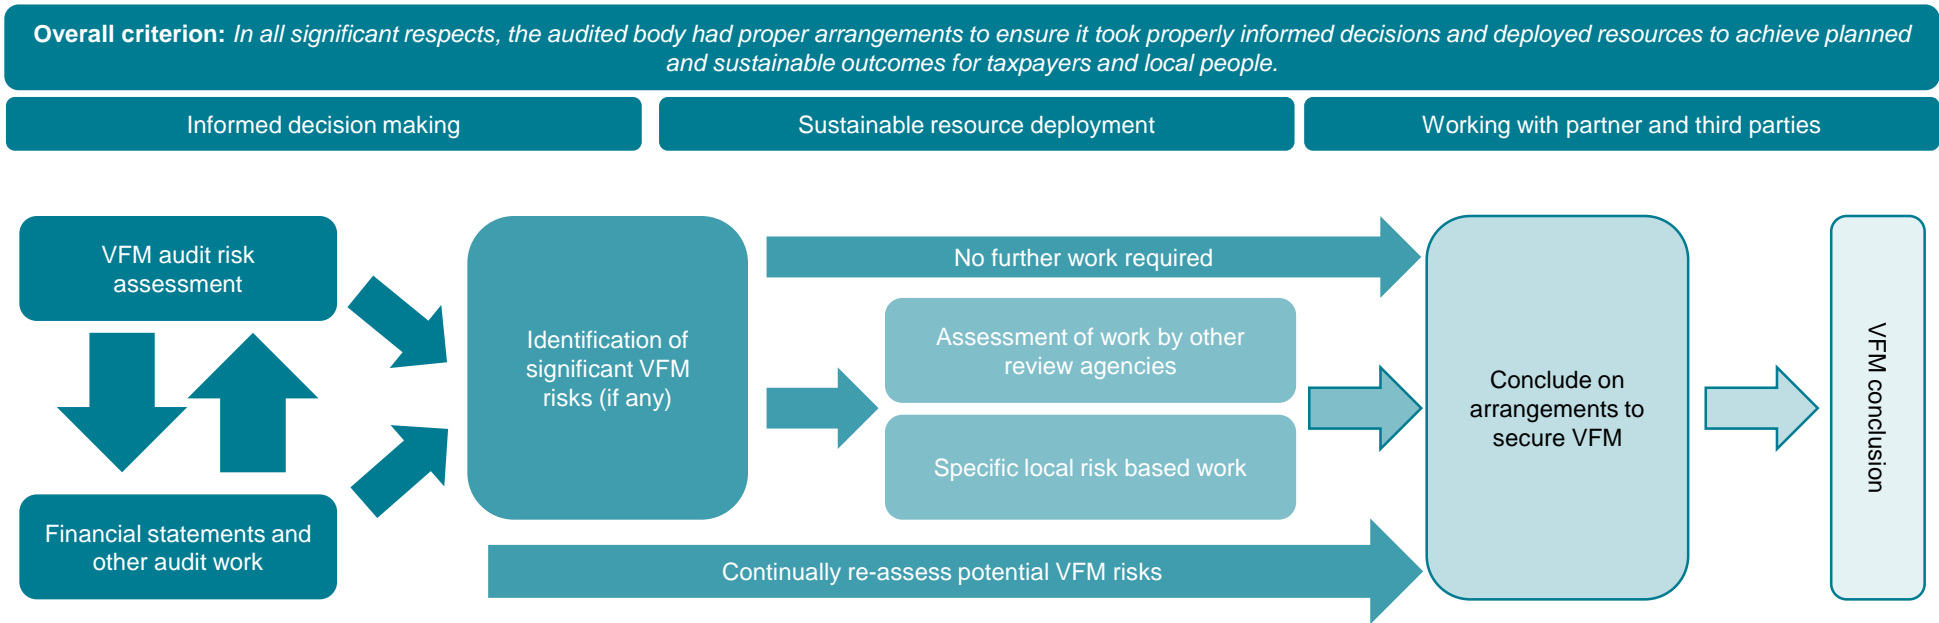 Overall criterion: In all significant respects, the audited body had proper arrangements to ensure it took properly informed decisions and deployed resources to achieve planned
and sustainable outcomes for taxpayers and local people.
Informed decision making
Sustainable resource deployment
Working with partner and third parties
VFM audit risk
assessment
Financial statements and
other audit work
Identification of
significant VFM
risks (if any)
No further work required
Assessment of work by other
review agencies
Specific local risk based work
Continually re-assess potential VFM risks
Conclude on
arrangements to
secure VFM
VFM conclusion